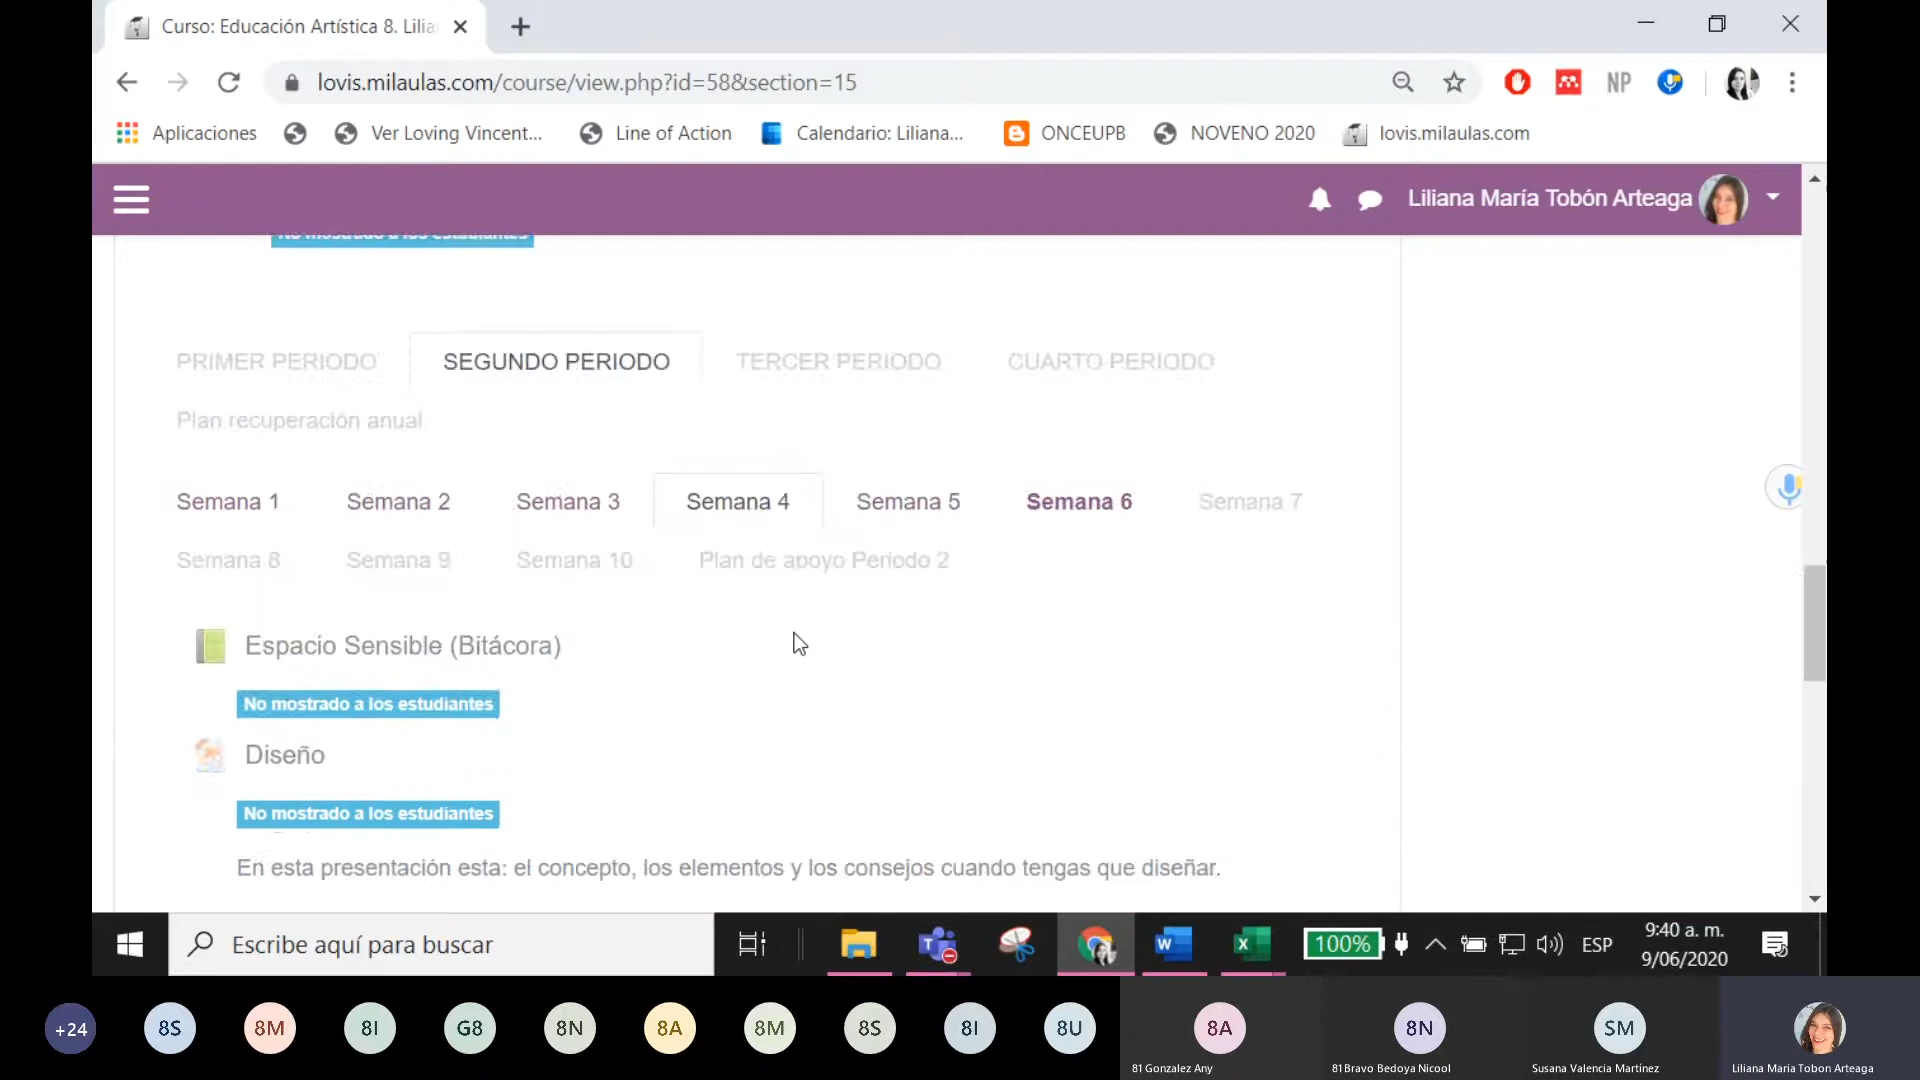 Curso: Educación Artística 8. Lilia
lovis.milaulas.com/course/view.php?id=58&section=15
NP
Aplicaciones
Ver Loving Vincent...
Line of Action
Calendario: Liliana...
ONCEUPB
NOVENO 2020
lovis.milaulas.com
Liliana María Tobón Arteaga
No mostrado a los estudiantes
PRIMER PERIODO
SEGUNDO PERIODO
TERCER PERIODO
CUARTO PERIODO
Plan recuperación anual
Semana 1
Semana 2
Semana 3
Semana 4
Semana 5
Semana 6
Semana 7
Semana 8
Semana 9
Semana 10
Plan de apoyo Periodo 2
Espacio Sensible (Bitácora)
No mostrado a los estudiantes
Diseño
No mostrado a los estudiantes
En esta presentación esta: el concepto, los elementos y los consejos cuando tengas que diseñar.
Escribe aquí para buscar
100%
ESP
9:40 a. m.
9/06/2020
+24
8S
8M
8I
G8
8N
8A
8M
8S
8I
8U
8A
81 Gonzalez Any
8N
81Bravo Bedoya Nicool
SM
Susana Valencia Martínez
Liliana Maria Tobon Arteaga